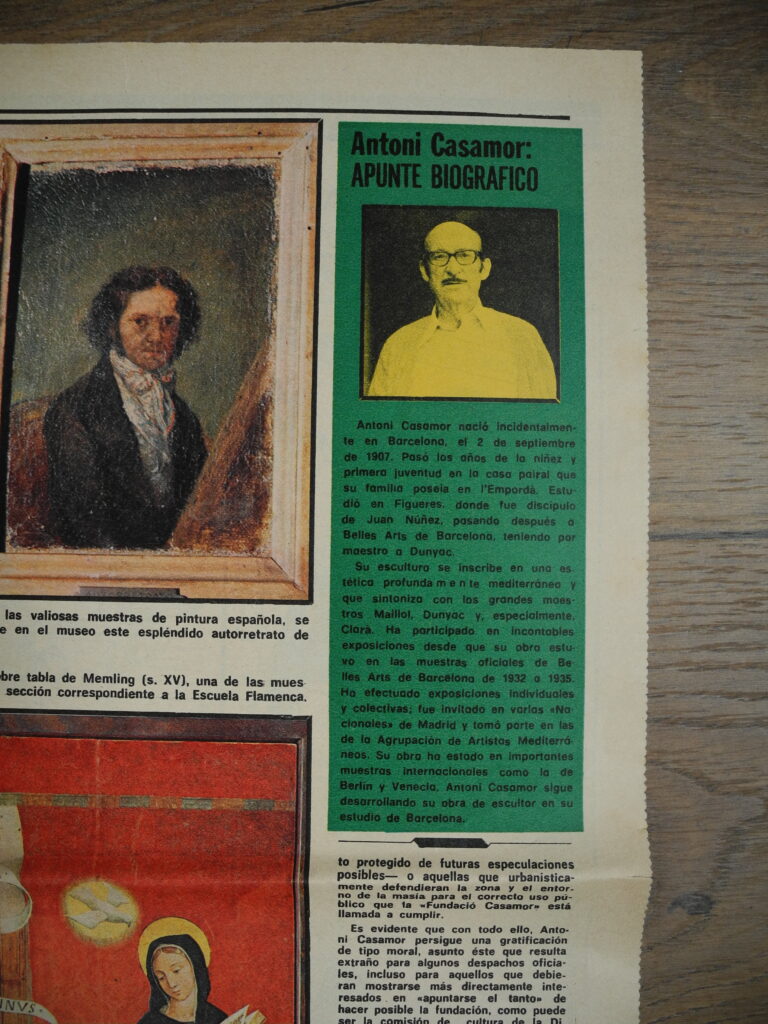 las valiosas muestras de pintura española, se
e en el museo este espléndido autorretrato de
bre tabla de Memling (s. XV), una de las mues
sección correspondiente a la Escuela Flamenca.
INVS
Antoni Casamor:
APUNTE BIOGRAFICO
Antoni Casamor nació incidentalmen-
te en Barcelona, el 2 de septiembre
de 1907. Pasó los años de la niñez y
primera juventud en la casa pairal que
su familia poseía en l'Empordà. Estu-
dió en Figueres, donde fue discípulo
de Juan Núñez, pasando después a
Belles Arts de Barcelona, teniendo por
maestro a Dunyac.
Su escultura se inscribe en una es
tética profundamente mediterránea y
que sintoniza con los grandes maes-
tros Maillol, Dunyac y, especialmente,
Clarà. Ha participado en incontables
exposiciones desde que su obra estu-
vo en las muestras oficiales de Be
lles Arts de Barcelona de 1932 a 1935.
Ha efectuado exposiciones individuales
y colectivas; fue invitado en varias «Na-
cionales» de Madrid y tomó parte en las
de la Agrupación de Artistas Mediterrá-
neos. Su obra ha estado en importantes
muestras internacionales como la de
Berlín y Venecia. Antoni Casamor sigue
desarrollando su obra de escultor en su
estudio de Barcelona.
to protegido de futuras especulaciones
posibles— o aquellas que urbanística-
mente defendieran la zona y el entor-
no de la masía para el correcto uso pú-
blico que la «Fundació Casamor» está
llamada a cumplir.
Es evidente que con todo ello, Anto-
ni Casamor persigue una gratificación
de tipo moral, asunto éste que resulta
extraño para algunos despachos oficia-
les, incluso para aquellos que debie-
ran mostrarse más directamente inte-
resados en «apuntarse el tanto» de
hacer posible la fundación, como puede
ser la comisión de cultura de la Di